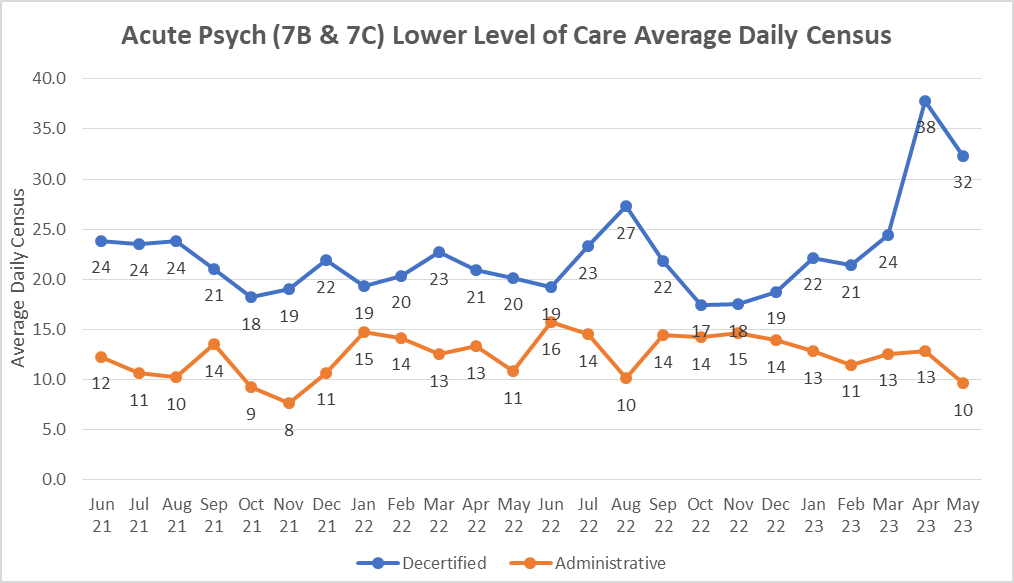 Acute Psych (7B & 7C) Lower Level of Care Average Daily Census
Average Daily Census
40.0
35.0
30.0
25.0
20.0
15.0
10.0
5.0
0.0
24 24 24 21 18 19 22 19 20 23 21 20 19 23 27 22 17 18 19 22 21 24 38 32
12 11 10 14 9 8 11 15 14 13 13 11 16 14 10 14 14 15 14 13 11 13 13 10
Jun Jul Aug Sep Oct Nov Dec Jan Feb Mar Apr May Jun Jul Aug Sep Oct Nov Dec Jan Feb Mar Apr May
21 21 21 21 21 21 21 22 22 22 22 22 22 22 22 22 22 22 22 23 23 23 23 23
Decertified Administrative